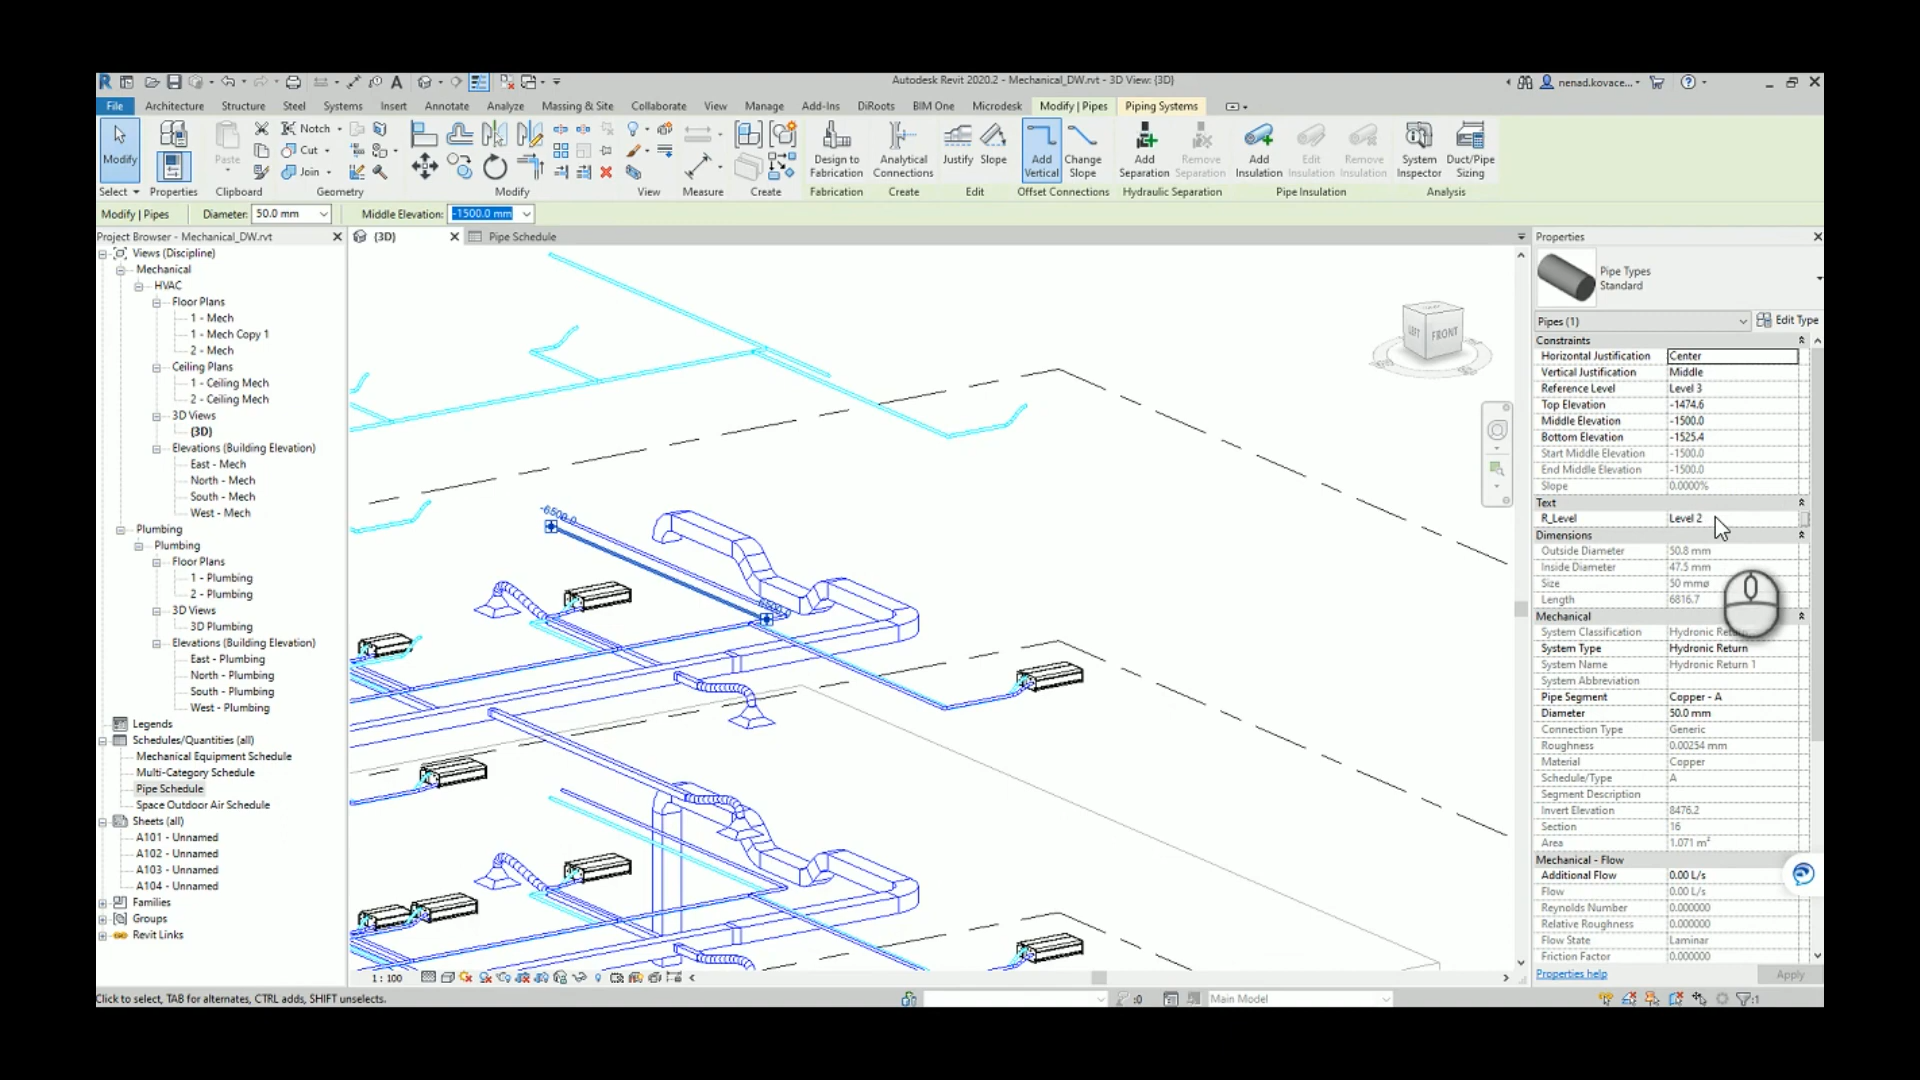 Autodesk Revit 2020.2 - Mechanical_DW.rvt - 3D View: {3D}
nenad.kovace...
File Architecture Structure Steel Systems Insert Annotate Analyze Massing & Site Collaborate View Manage Add-Ins DiRoots BIM One Microdesk Modify | Pipes Piping Systems
Modify Paste Notch Cut Join Design to Fabrication Analytical Connections Justify Slope Add Vertical Change Slope Add Separation Remove Separation Add Insulation Edit Insulation Remove Insulation System Inspector Duct/Pipe Sizing
Select Properties Clipboard Geometry Modify View Measure Create Fabrication Create Edit Offset Connections Hydraulic Separation Pipe Insulation Analysis
Modify | Pipes Diameter: 50.0 mm Middle Elevation: -1500.0 mm
Project Browser - Mechanical_DW.rvt
Views (Discipline)
Mechanical
HVAC
Floor Plans
1 - Mech
1 - Mech Copy 1
2 - Mech
Ceiling Plans
1 - Ceiling Mech
2 - Ceiling Mech
3D Views
{3D}
Elevations (Building Elevation)
East - Mech
North - Mech
South - Mech
West - Mech
Plumbing
Plumbing
Floor Plans
1 - Plumbing
2 - Plumbing
3D Views
3D Plumbing
Elevations (Building Elevation)
East - Plumbing
North - Plumbing
South - Plumbing
West - Plumbing
Legends
Schedules/Quantities (all)
Mechanical Equipment Schedule
Multi-Category Schedule
Pipe Schedule
Space Outdoor Air Schedule
Sheets (all)
A101 - Unnamed
A102 - Unnamed
A103 - Unnamed
A104 - Unnamed
Families
Groups
Revit Links
{3D} Pipe Schedule
LEFT FRONT
-6500.0
1 : 100
Properties
Pipe Types
Standard
Pipes (1) Edit Type
Constraints
Horizontal Justification Center
Vertical Justification Middle
Reference Level Level 3
Top Elevation -1474.6
Middle Elevation -1500.0
Bottom Elevation -1525.4
Start Middle Elevation -1500.0
End Middle Elevation -1500.0
Slope 0.0000%
Text
R_Level Level 2
Dimensions
Outside Diameter 50.8 mm
Inside Diameter 47.5 mm
Size 50 mmø
Length 6816.7
Mechanical
System Classification Hydronic
System Type Hydronic Return
System Name Hydronic Return 1
System Abbreviation
Pipe Segment Copper - A
Diameter 50.0 mm
Connection Type Generic
Roughness 0.00254 mm
Material Copper
Schedule/Type A
Segment Description
Invert Elevation 8476.2
Section 16
Area 1.071 m²
Mechanical - Flow
Additional Flow 0.00 L/s
Flow 0.00 L/s
Reynolds Number 0.000000
Relative Roughness 0.000000
Flow State Laminar
Friction Factor 0.000000
Properties help Apply
Click to select, TAB for alternates, CTRL adds, SHIFT unselects.
:0 Main Model :1